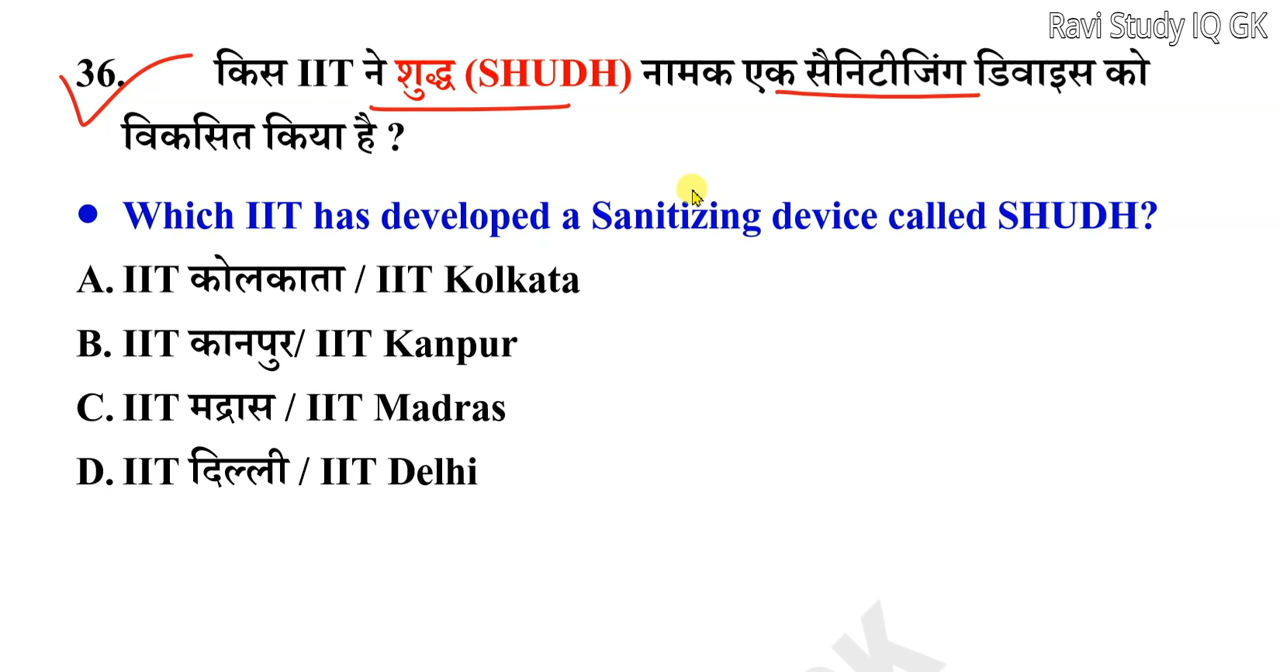 Ravi Study IQ GK
36. किस IIT ने शुद्ध (SHUDH) नामक एक सैनिटीजिंग डिवाइस को
विकसित किया है ?
• Which IIT has developed a Sanitizing device called SHUDH?
A. IIT कोलकाता / IIT Kolkata
B. IIT कानपुर/ IIT Kanpur
C. IIT मद्रास / IIT Madras
D. IIT दिल्ली / IIT Delhi